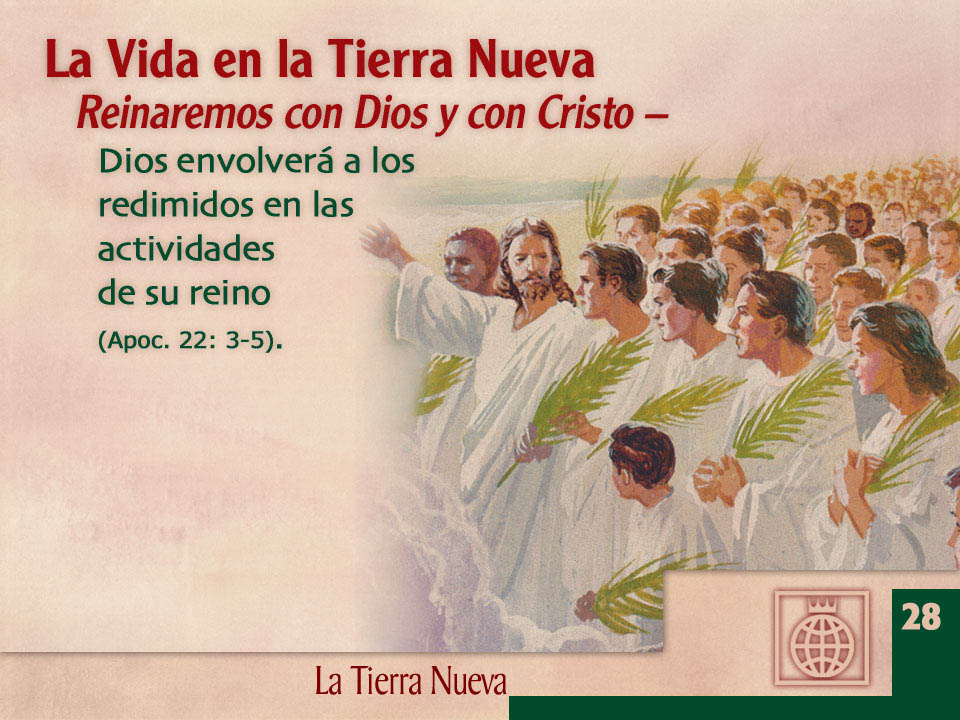 La Vida en la Tierra Nueva
Reinaremos con Dios y con Cristo –
Dios envolverá a los
redimidos en las
actividades
de su reino
(Apoc. 22: 3-5).
28
La Tierra Nueva